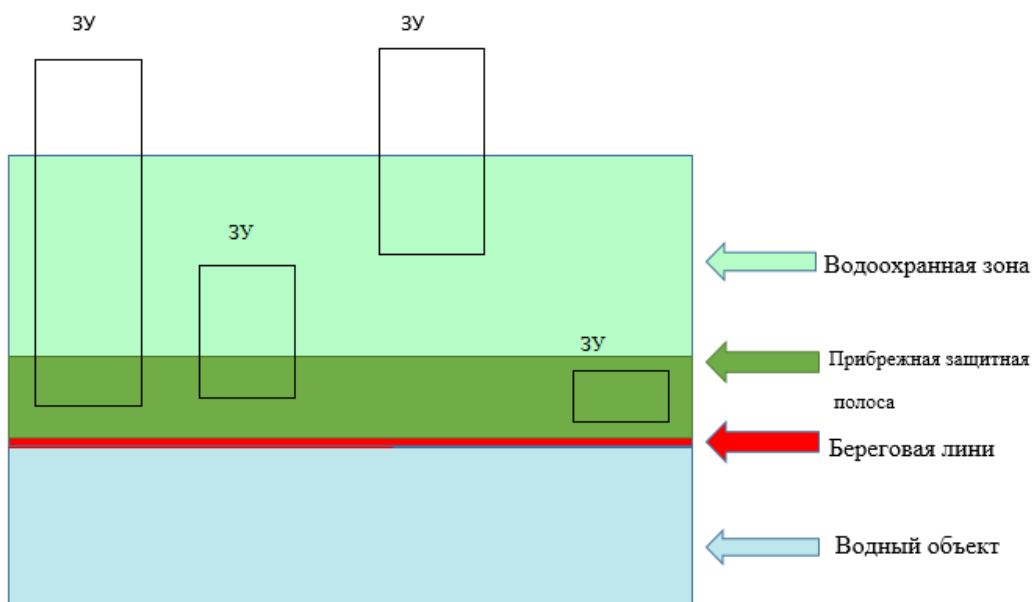 ЗУ
ЗУ
ЗУ
Водоохранная зона
ЗУ
Прибрежная защитная
полоса
Береговая лини
Водный объект